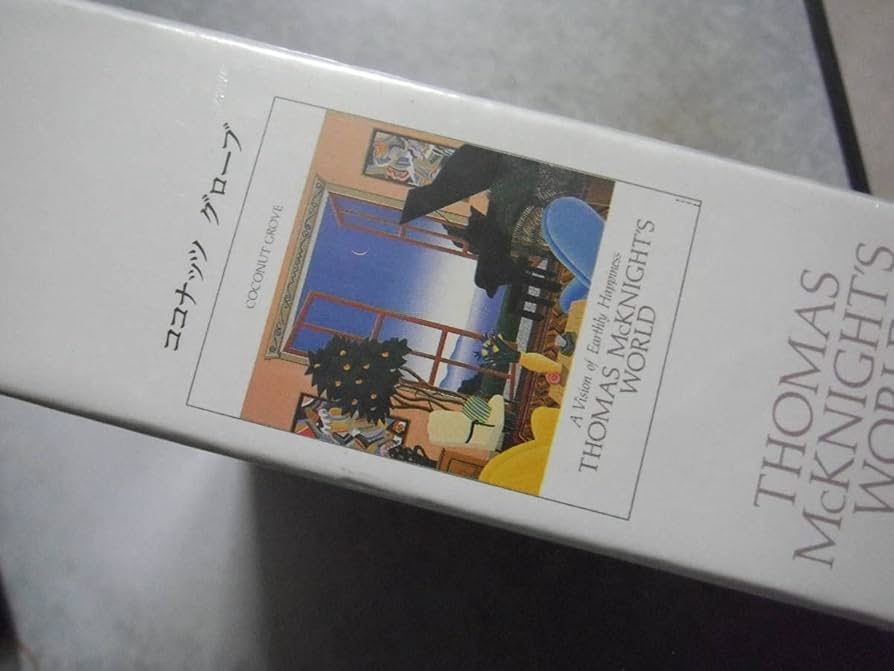 ココナッツ グローブ
COCONUT GROVE
A Vision of Earthly Happiness
THOMAS McKNIGHT'S
WORLD
THOMAS
McKNIGHT'S
WORLD